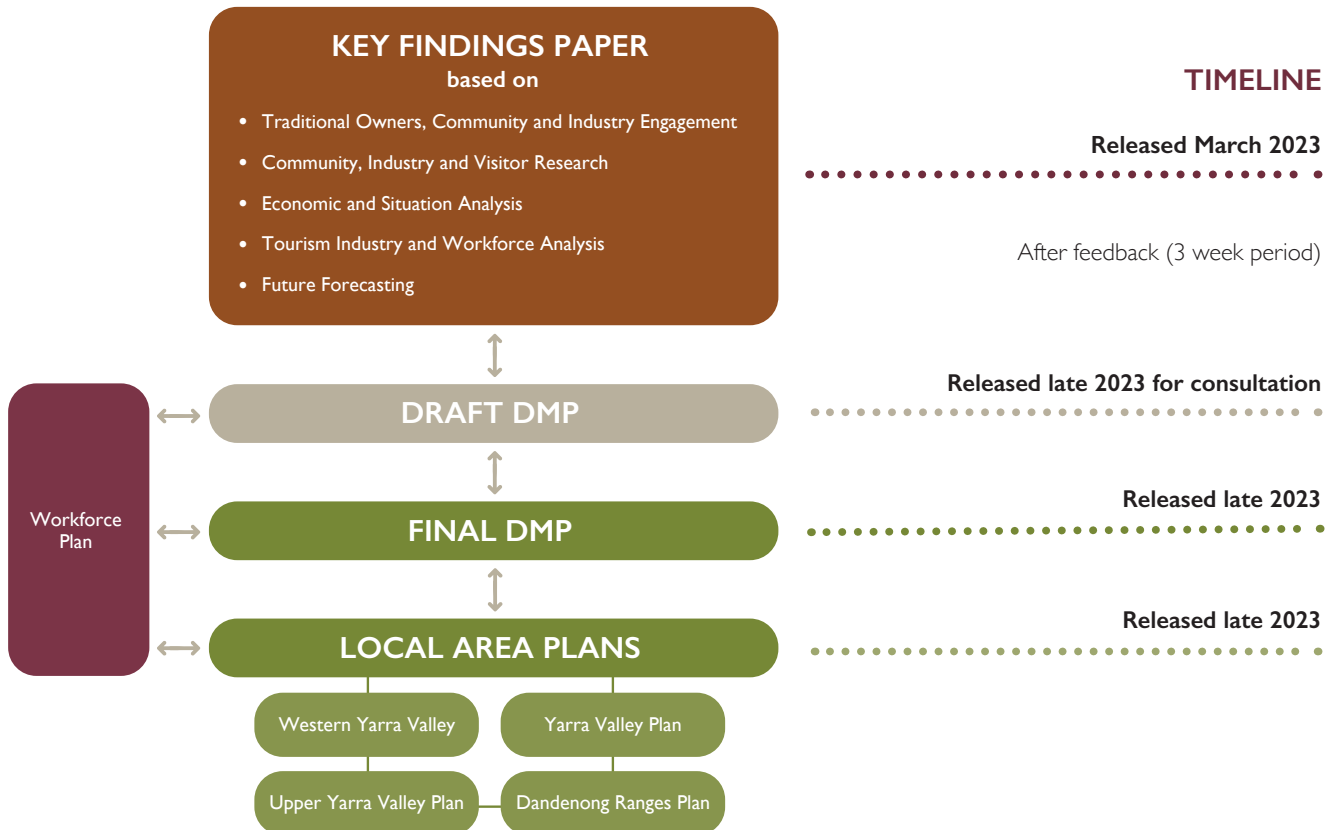 KEY FINDINGS PAPER
based on
• Traditional Owners, Community and Industry Engagement
• Community, Industry and Visitor Research
• Economic and Situation Analysis
• Tourism Industry and Workforce Analysis
• Future Forecasting
TIMELINE
Released March 2023
After feedback (3 week period)
DRAFT DMP
Released late 2023 for consultation
Workforce
Plan
FINAL DMP
Released late 2023
LOCAL AREA PLANS
Released late 2023
Western Yarra Valley
Yarra Valley Plan
Upper Yarra Valley Plan
Dandenong Ranges Plan